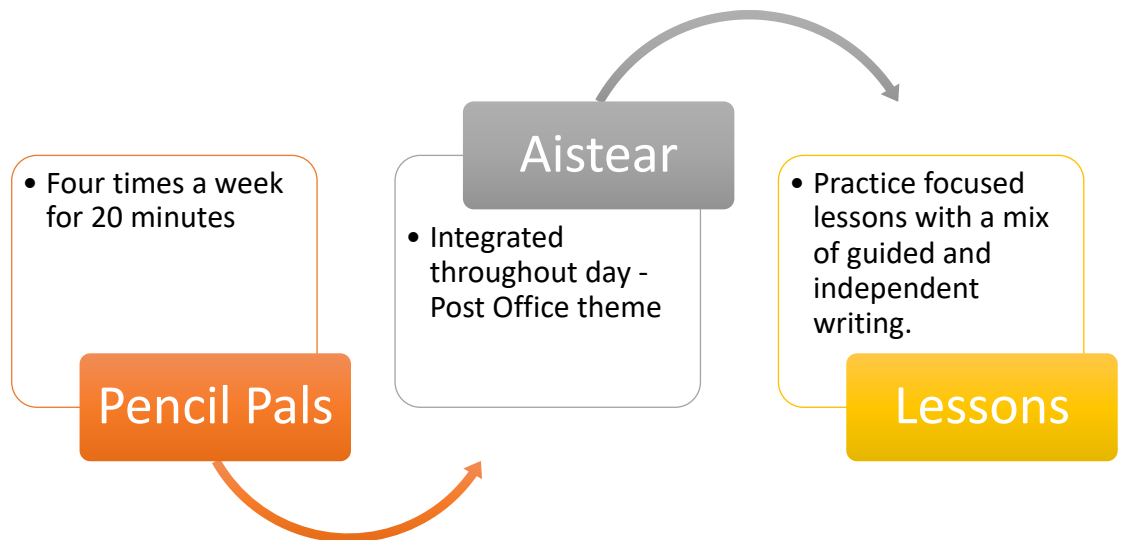 • Four times a week
for 20 minutes
Pencil Pals
Aistear
• Integrated
throughout day -
Post Office theme
• Practice focused
lessons with a mix
of guided and
independent
writing.
Lessons